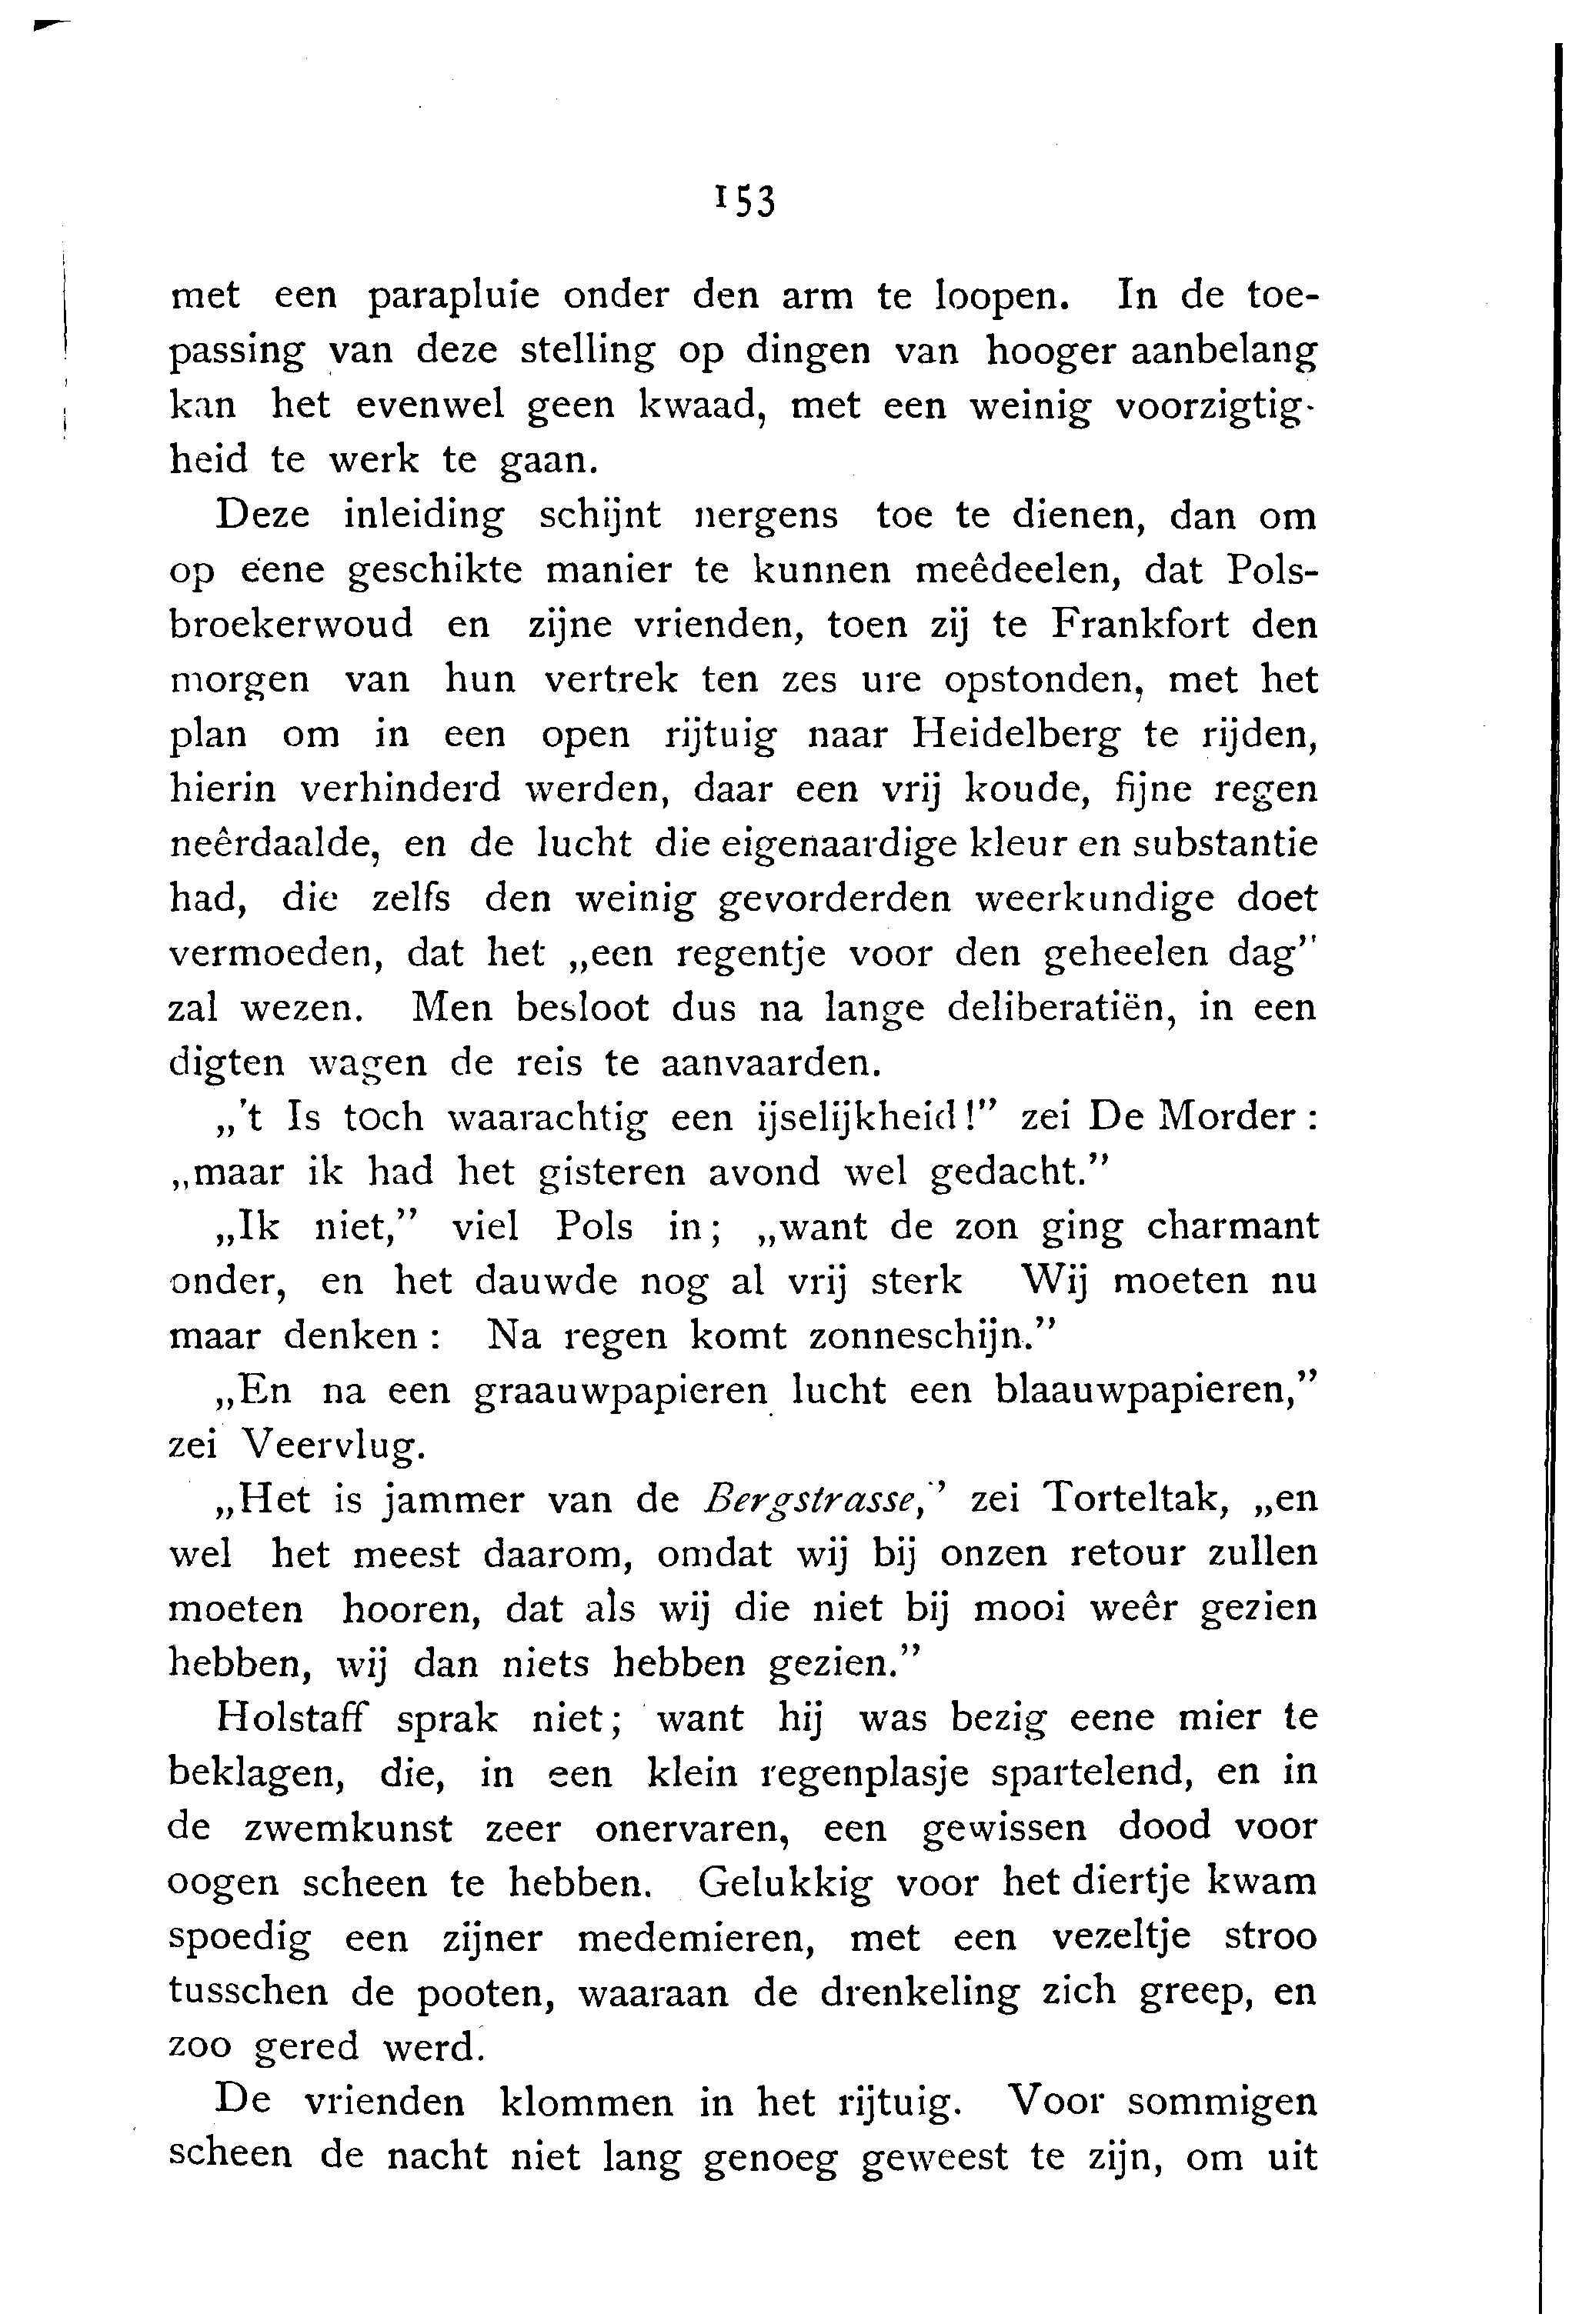 153
met een parapluie onder den arm te loopen. In de toe-
passing van deze stelling op dingen van hooger aanbelang
kan het evenwel geen kwaad, met een weinig voorzigtig-
heid te werk te gaan.
Deze inleiding schijnt nergens toe te dienen, dan om
op eene geschikte manier te kunnen meêdeelen, dat Pols-
broekerwoud en zijne vrienden, toen zij te Frankfort den
morgen van hun vertrek ten zes ure opstonden, met het
plan om in een open rijtuig naar Heidelberg te rijden,
hierin verhinderd werden, daar een vrij koude, fijne regen
neêrdaalde, en de lucht die eigenaardige kleur en substantie
had, die zelfs den weinig gevorderden weerkundige doet
vermoeden, dat het „een regentje voor den geheelen dag”
zal wezen. Men besloot dus na lange deliberatiën, in een
digten wagen de reis te aanvaarden.
„'t Is toch waarachtig een ijselijkheid!” zei De Morder:
„maar ik had het gisteren avond wel gedacht.”
„Ik niet,” viel Pols in; „want de zon ging charmant
onder, en het dauwde nog al vrij sterk Wij moeten nu
maar denken: Na regen komt zonneschijn.”
„En na een graauwpapieren lucht een blaauwpapieren,”
zei Veervlug.
„Het is jammer van de Bergstrasse,” zei Torteltak, „en
wel het meest daarom, omdat wij bij onzen retour zullen
moeten hooren, dat als wij die niet bij mooi weêr gezien
hebben, wij dan niets hebben gezien.”
Holstaff sprak niet; want hij was bezig eene mier te
beklagen, die, in een klein regenplasje spartelend, en in
de zwemkunst zeer onervaren, een gewissen dood voor
oogen scheen te hebben. Gelukkig voor het diertje kwam
spoedig een zijner medemieren, met een vezeltje stroo
tusschen de pooten, waaraan de drenkeling zich greep, en
zoo gered werd.
De vrienden klommen in het rijtuig. Voor sommigen
scheen de nacht niet lang genoeg geweest te zijn, om uit